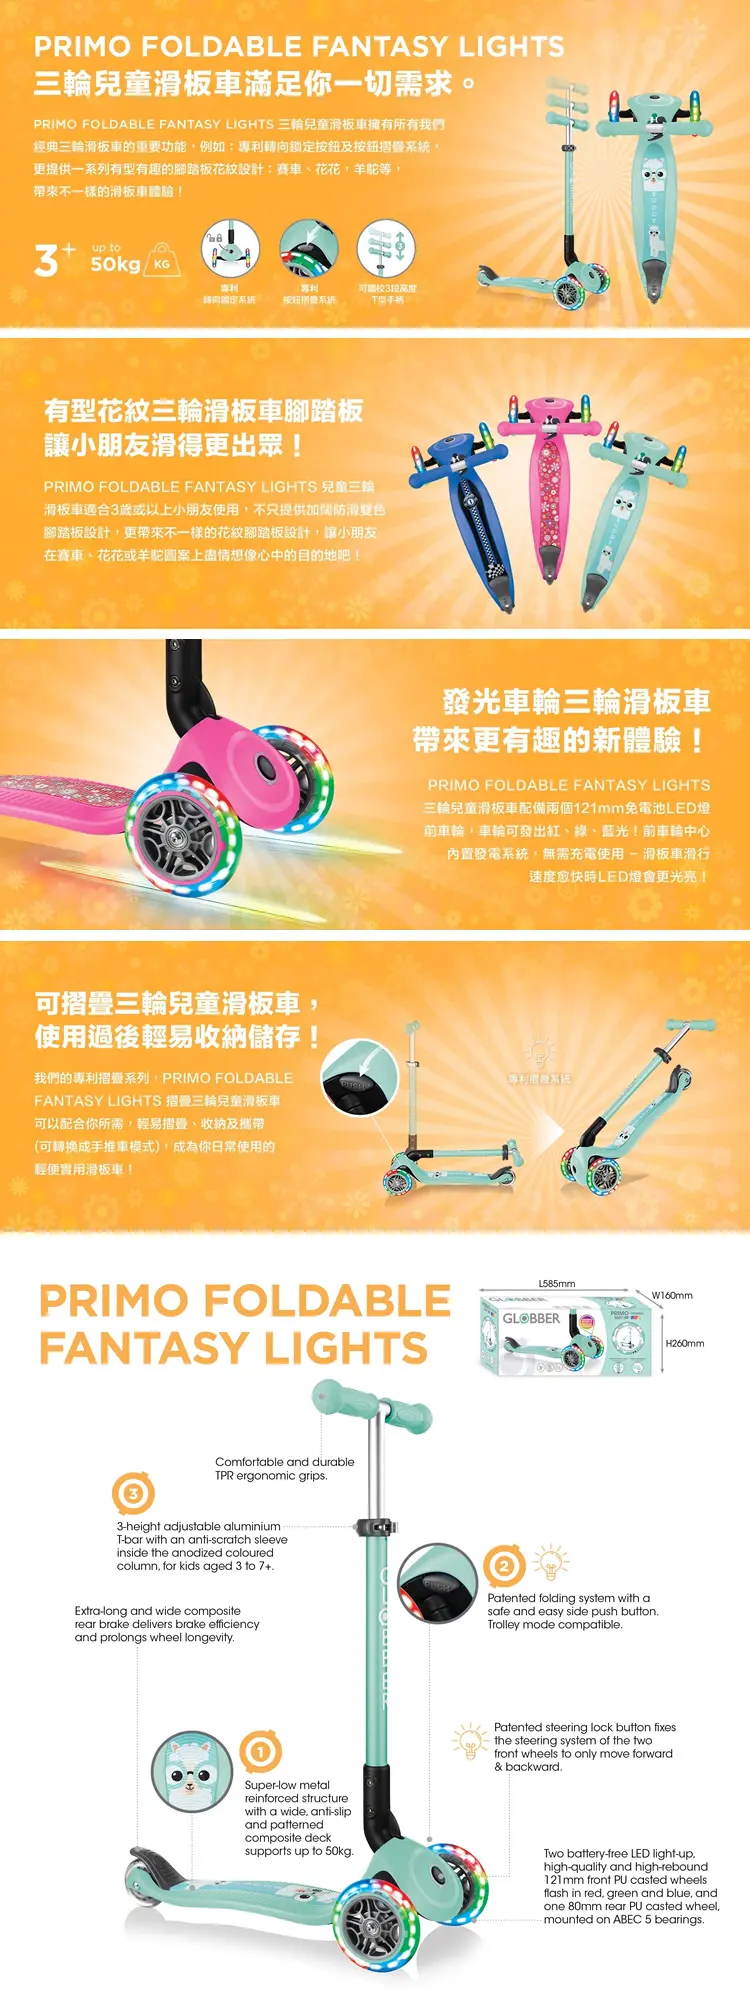 PRIMO FOLDABLE FANTASY LIGHTS
三輪兒童滑板車滿足你一切需求。
PRIMO FOLDABLE FANTASY LIGHTS 三輪兒童滑板車擁有所有我們
經典三輪滑板車的重要功能，例如：專利轉向鎖定按鈕及按鈕摺疊系統，
更提供一系列有型有趣的腳踏板花紋設計：賽車、花花，羊駝等，
帶來不一樣的滑板車體驗！
3+
up to
50kg
KG
專利
轉向鎖定系統
專利
按鈕摺疊系統
3
可調校3段高度
T型手柄
有型花紋三輪滑板車腳踏板
讓小朋友滑得更出眾！
PRIMO FOLDABLE FANTASY LIGHTS 兒童三輪
滑板車適合3歲或以上小朋友使用，不只提供加闊防滑雙色
腳踏板設計，更帶來不一樣的花紋腳踏板設計，讓小朋友
在賽車、花花或羊駝圖案上盡情想像心中的目的地吧！
發光車輪三輪滑板車
帶來更有趣的新體驗！
PRIMO FOLDABLE FANTASY LIGHTS
三輪兒童滑板車配備兩個121mm免電池LED燈
前車輪，車輪可發出紅、綠、藍光！前車輪中心
內置發電系統，無需充電使用 – 滑板車滑行
速度愈快時LED燈會更光亮！
可摺疊三輪兒童滑板車，
使用過後輕易收納儲存！
我們的專利摺疊系列，PRIMO FOLDABLE
FANTASY LIGHTS 摺疊三輪兒童滑板車
可以配合你所需，輕易摺疊、收納及攜帶
(可轉換成手推車模式)，成為你日常使用的
輕便實用滑板車！
PUSH
專利摺疊系統
PRIMO FOLDABLE
FANTASY LIGHTS
L585mm
W160mm
H260mm
GLOBBER
PRIMO
Comfortable and durable
TPR ergonomic grips.
3
3-height adjustable aluminium
T-bar with an anti-scratch sleeve
inside the anodized coloured
column, for kids aged 3 to 7+.
2
PUSH
Patented folding system with a
safe and easy side push button.
Trolley mode compatible.
Extra-long and wide composite
rear brake delivers brake efficiency
and prolongs wheel longevity.
GLOBBER
Patented steering lock button fixes
the steering system of the two
front wheels to only move forward
& backward.
1
Super-low metal
reinforced structure
with a wide, anti-slip
and patterned
composite deck
supports up to 50kg.
Two battery-free LED light-up,
high-quality and high-rebound
121mm front PU casted wheels
flash in red, green and blue, and
one 80mm rear PU casted wheel,
mounted on ABEC 5 bearings.